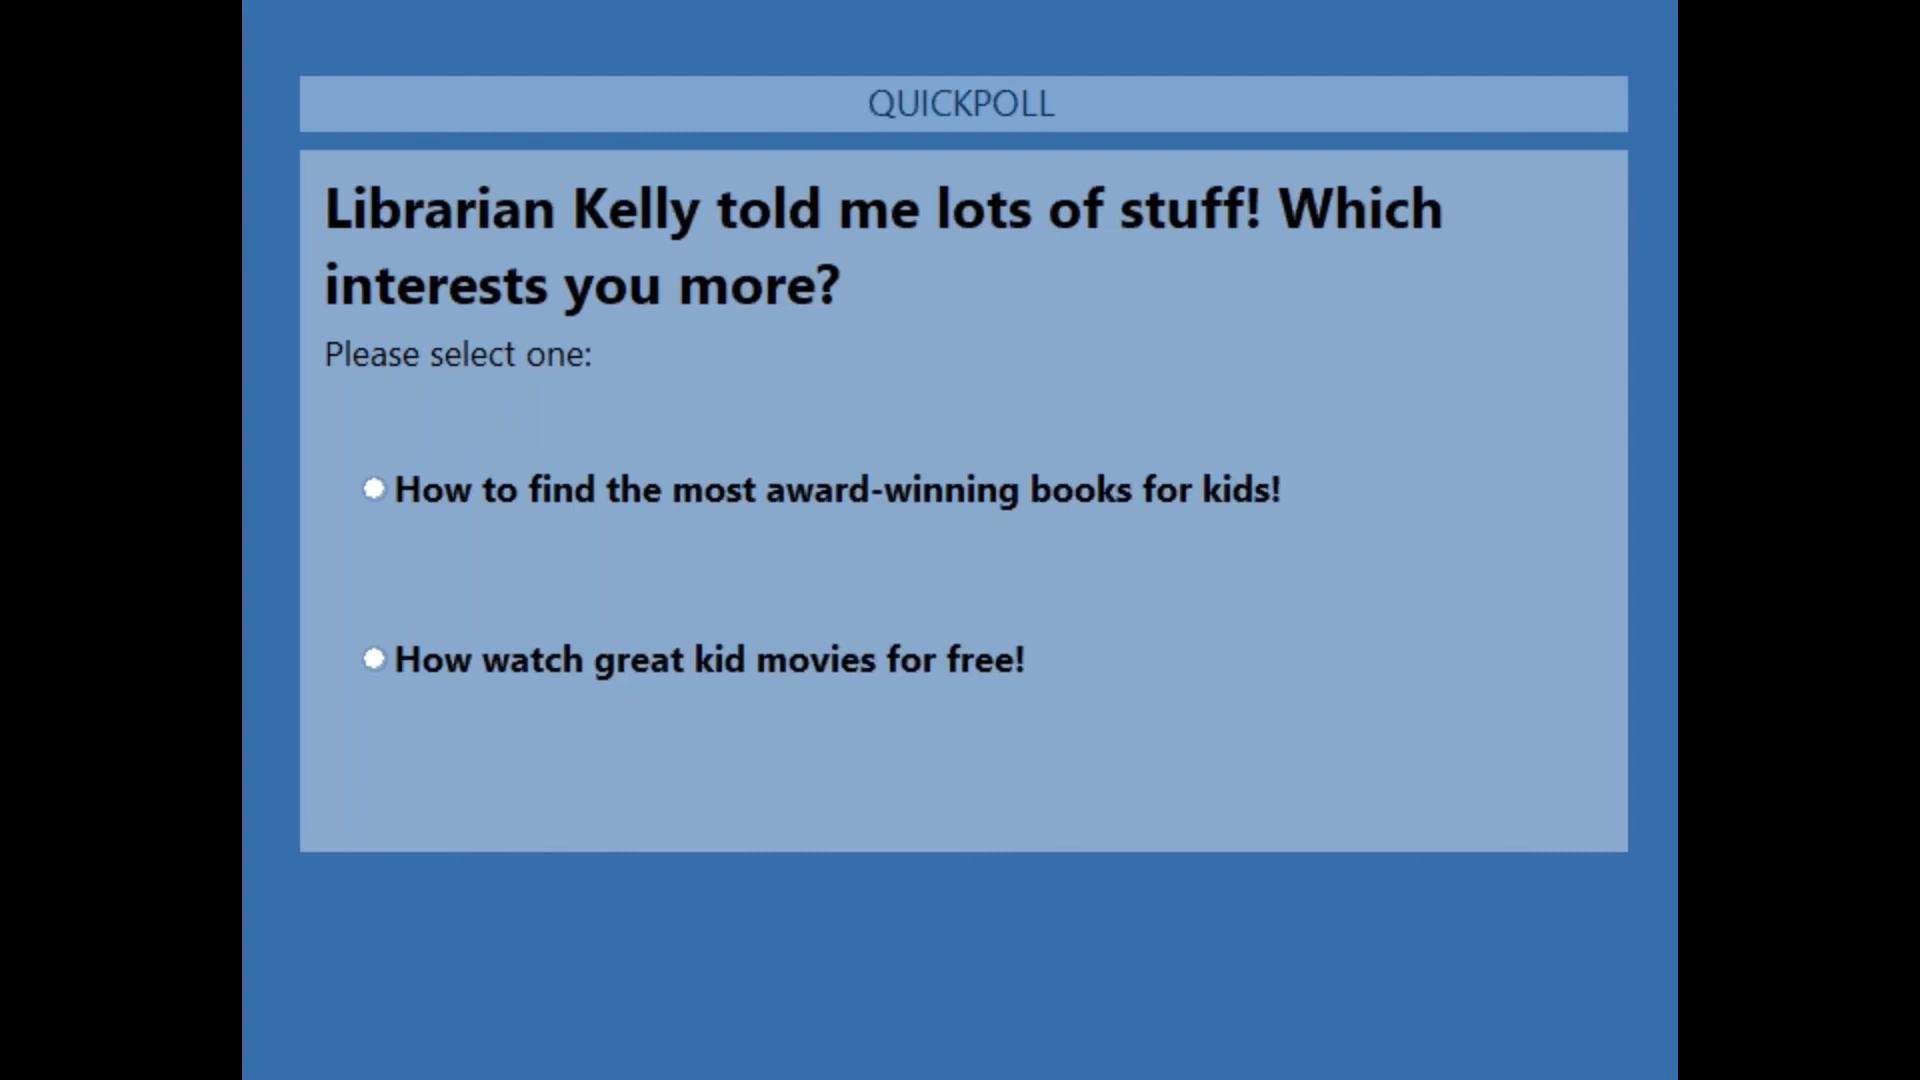 QUICKPOLL
Librarian Kelly told me lots of stuff! Which
interests you more?
Please select one:
How to find the most award-winning books for kids!
How watch great kid movies for free!